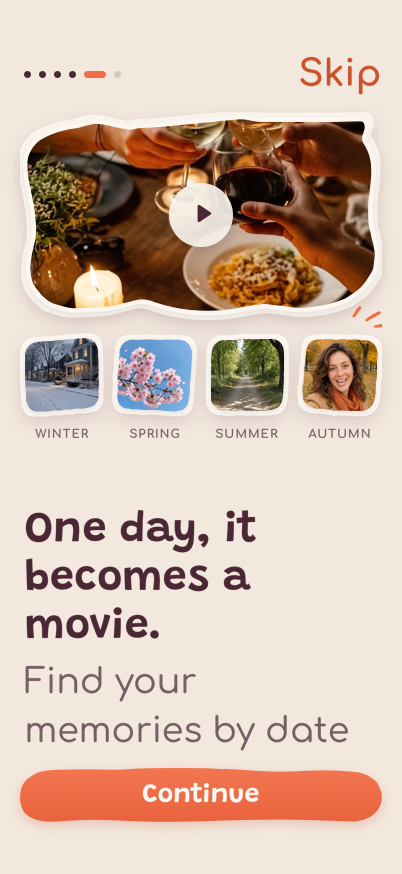 Skip
WINTER
SPRING
SUMMER
AUTUMN
One day, it
becomes a
movie.
Find your
memories by date
Continue